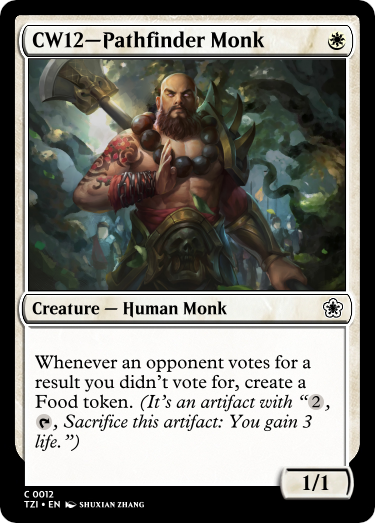 CW12—Pathfinder Monk
Creature — Human Monk
Whenever an opponent votes for a
result you didn't vote for, create a
Food token. (It's an artifact with "2,
, Sacrifice this artifact: You gain 3
life.")
1/1
C 0012
TZI • EN SHUXIAN ZHANG